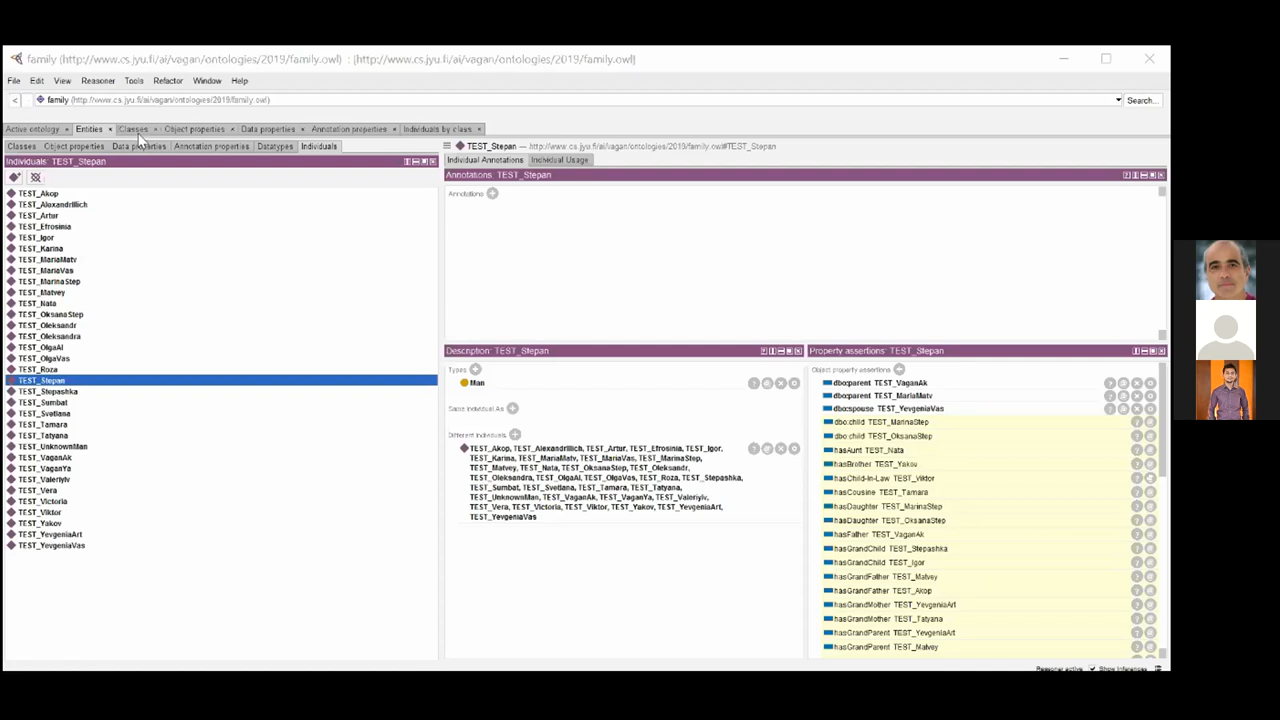 family (http://www.cs.jyu.fi/ai/vagan/ontologies/2019/family.owl) : [http://www.cs.jyu.fi/ai/vagan/ontologies/2019/family.owl]
File Edit View Reasoner Tools Refactor Window Help
< family (http://www.cs.jyu.fi/ai/vagan/ontologies/2019/family.owl) Search...
Active ontology × Entities × Classes × Object properties × Data properties × Annotation properties × Individuals by class ×
Classes Object properties Data properties Annotation properties Datatypes Individuals
Individuals: TEST_Stepan
TEST_Akop
TEST_AlexandrIllich
TEST_Artur
TEST_Efrosinia
TEST_Igor
TEST_Karina
TEST_MariaMatv
TEST_MariaVas
TEST_MarinaStep
TEST_Matvey
TEST_Nata
TEST_OksanaStep
TEST_Oleksandr
TEST_Oleksandra
TEST_OlgaAl
TEST_OlgaVas
TEST_Roza
TEST_Stepan
TEST_Stepashka
TEST_Sumbat
TEST_Svetlana
TEST_Tamara
TEST_Tatyana
TEST_UnknownMan
TEST_VaganAk
TEST_VaganYa
TEST_Valeriyiv
TEST_Vera
TEST_Victoria
TEST_Viktor
TEST_Yakov
TEST_YevgeniaArt
TEST_YevgeniaVas
TEST_Stepan — http://www.cs.jyu.fi/ai/vagan/ontologies/2019/family.owl#TEST_Stepan
Individual Annotations Individual Usage
Annotations: TEST_Stepan
Annotations
Description: TEST_Stepan
Types
Man
Same Individual As
Different Individuals
TEST_Akop, TEST_AlexandrIllich, TEST_Artur, TEST_Efrosinia, TEST_Igor,
TEST_Karina, TEST_MariaMatv, TEST_MariaVas, TEST_MarinaStep,
TEST_Matvey, TEST_Nata, TEST_OksanaStep, TEST_Oleksandr,
TEST_Oleksandra, TEST_OlgaAl, TEST_OlgaVas, TEST_Roza, TEST_Stepashka,
TEST_Sumbat, TEST_Svetlana, TEST_Tamara, TEST_Tatyana,
TEST_UnknownMan, TEST_VaganAk, TEST_VaganYa, TEST_Valeriyiv,
TEST_Vera, TEST_Victoria, TEST_Viktor, TEST_Yakov, TEST_YevgeniaArt,
TEST_YevgeniaVas
Property assertions: TEST_Stepan
Object property assertions
dbo:parent TEST_VaganAk
dbo:parent TEST_MariaMatv
dbo:spouse TEST_YevgeniaVas
dbo:child TEST_MarinaStep
dbo:child TEST_OksanaStep
hasAunt TEST_Nata
hasBrother TEST_Yakov
hasChild-In-Law TEST_Viktor
hasCousine TEST_Tamara
hasDaughter TEST_MarinaStep
hasDaughter TEST_OksanaStep
hasFather TEST_VaganAk
hasGrandChild TEST_Stepashka
hasGrandChild TEST_Igor
hasGrandFather TEST_Matvey
hasGrandFather TEST_Akop
hasGrandMother TEST_YevgeniaArt
hasGrandMother TEST_Tatyana
hasGrandParent TEST_YevgeniaArt
hasGrandParent TEST_Matvey
Reasoner active Show Inferences